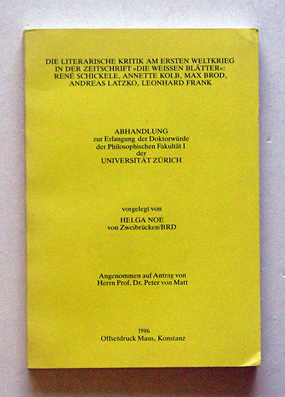 DIE LITERARISCHE KRITIK AM ERSTEN WELTKRIEG
IN DER ZEITSCHRIFT »DIE WEISSEN BLÄTTER«:
RENÉ SCHICKELE, ANNETTE KOLB, MAX BROD,
ANDREAS LATZKO, LEONHARD FRANK
ABHANDLUNG
zur Erlangung der Doktorwürde
der Philosophischen Fakultät I
der
UNIVERSITÄT ZÜRICH
vorgelegt von
HELGA NOE
von Zweibrücken/BRD
Angenommen auf Antrag von
Herrn Prof. Dr. Peter von Matt
1986
Offsetdruck Maus, Konstanz